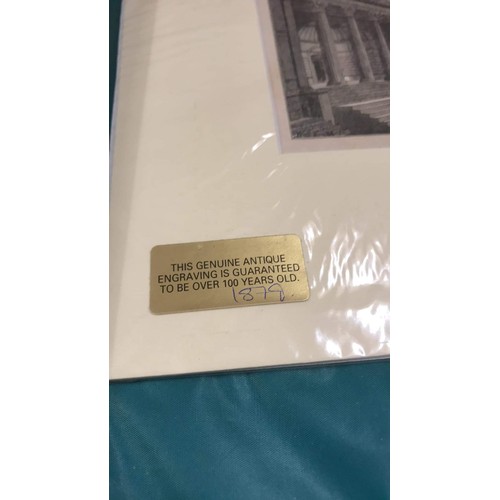 THIS GENUINE ANTIQUE
ENGRAVING IS GUARANTEED
TO BE OVER 100 YEARS OLD.
1879.